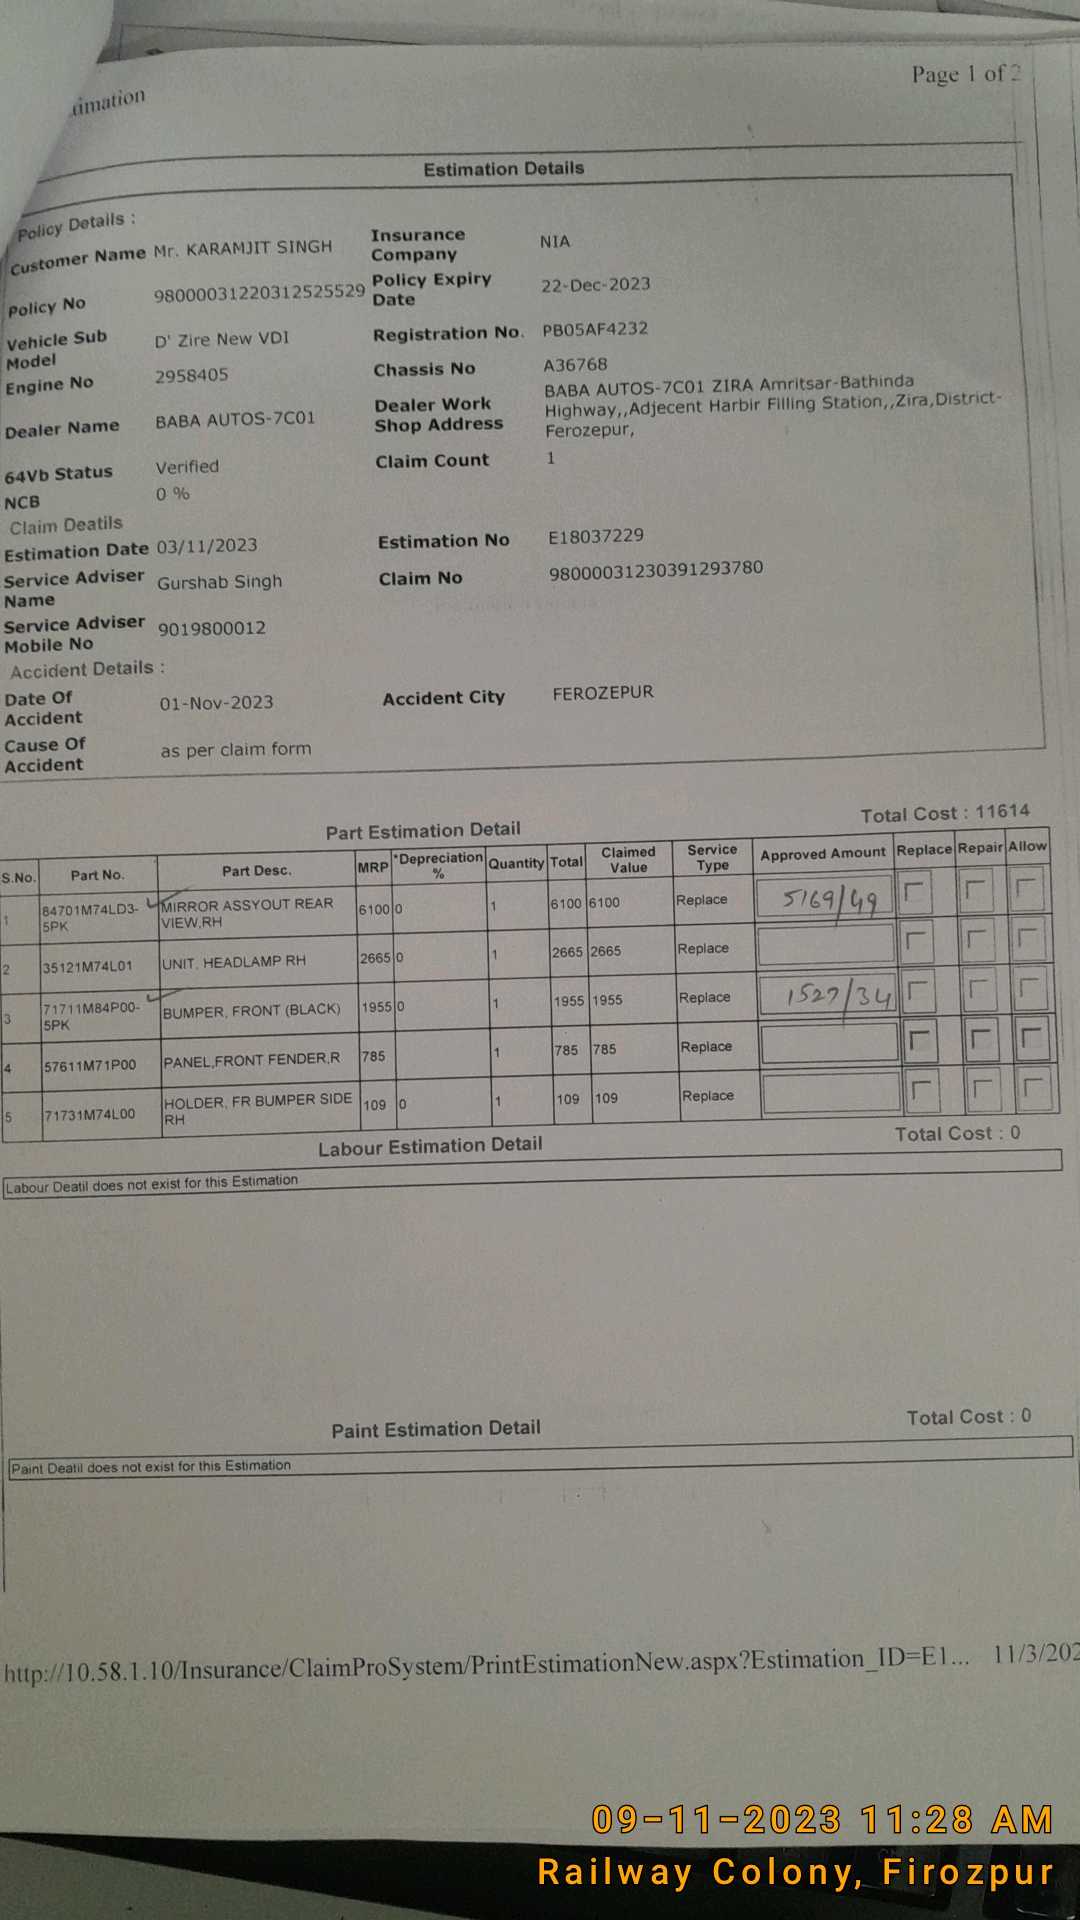 Page 1 of 2
Estimation Details
Policy Details :
Customer Name Mr. KARAMJIT SINGH Insurance Company NIA
Policy No 98000031220312525529 Policy Expiry Date 22-Dec-2023
Vehicle Sub Model D' Zire New VDI Registration No. PB05AF4232
Engine No 2958405 Chassis No A36768
Dealer Name BABA AUTOS-7C01 Dealer Work Shop Address BABA AUTOS-7C01 ZIRA Amritsar-Bathinda Highway,,Adjecent Harbir Filling Station,,Zira,District-Ferozepur,
64Vb Status Verified Claim Count 1
NCB 0 %
Claim Deatils
Estimation Date 03/11/2023 Estimation No E18037229
Service Adviser Name Gurshab Singh Claim No 98000031230391293780
Service Adviser Mobile No 9019800012
Accident Details :
Date Of Accident 01-Nov-2023 Accident City FEROZEPUR
Cause Of Accident as per claim form
Part Estimation Detail Total Cost : 11614
S.No. Part No. Part Desc. MRP *Depreciation % Quantity Total Claimed Value Service Type Approved Amount Replace Repair Allow
1 84701M74LD3-5PK MIRROR ASSYOUT REAR VIEW,RH 6100 0 1 6100 6100 Replace 5169/49
2 35121M74L01 UNIT. HEADLAMP RH 2665 0 1 2665 2665 Replace
3 71711M84P00-5PK BUMPER, FRONT (BLACK) 1955 0 1 1955 1955 Replace 1527/34
4 57611M71P00 PANEL,FRONT FENDER,R 785 1 785 785 Replace
5 71731M74L00 HOLDER, FR BUMPER SIDE RH 109 0 1 109 109 Replace
Labour Estimation Detail Total Cost : 0
Labour Deatil does not exist for this Estimation
Paint Estimation Detail Total Cost : 0
Paint Deatil does not exist for this Estimation
http://10.58.1.10/Insurance/ClaimProSystem/PrintEstimationNew.aspx?Estimation_ID=E1... 11/3/202
09-11-2023 11:28 AM
Railway Colony, Firozpur